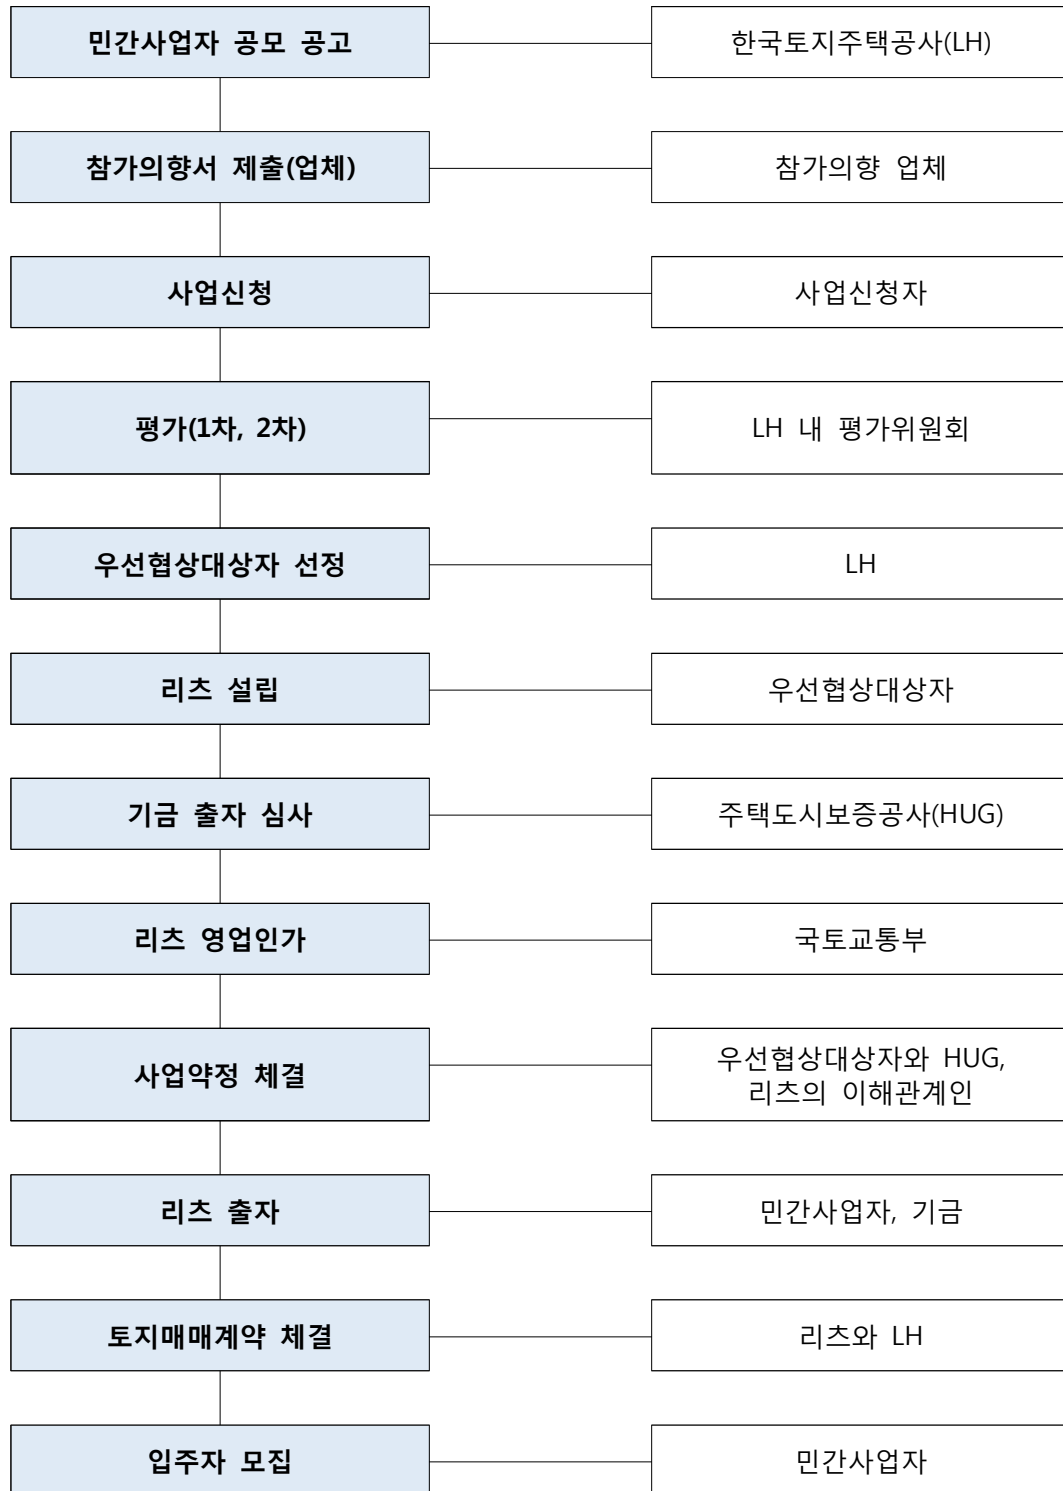 민간사업자 공모 공고
한국토지주택공사(LH)
참가의향서 제출(업체)
참가의향 업체
사업신청
사업신청자
평가(1차, 2차)
LH 내 평가위원회
우선협상대상자 선정
LH
리츠 설립
우선협상대상자
기금 출자 심사
주택도시보증공사(HUG)
리츠 영업인가
국토교통부
사업약정 체결
우선협상대상자와 HUG,
리츠의 이해관계인
리츠 출자
민간사업자, 기금
토지매매계약 체결
리츠와 LH
입주자 모집
민간사업자